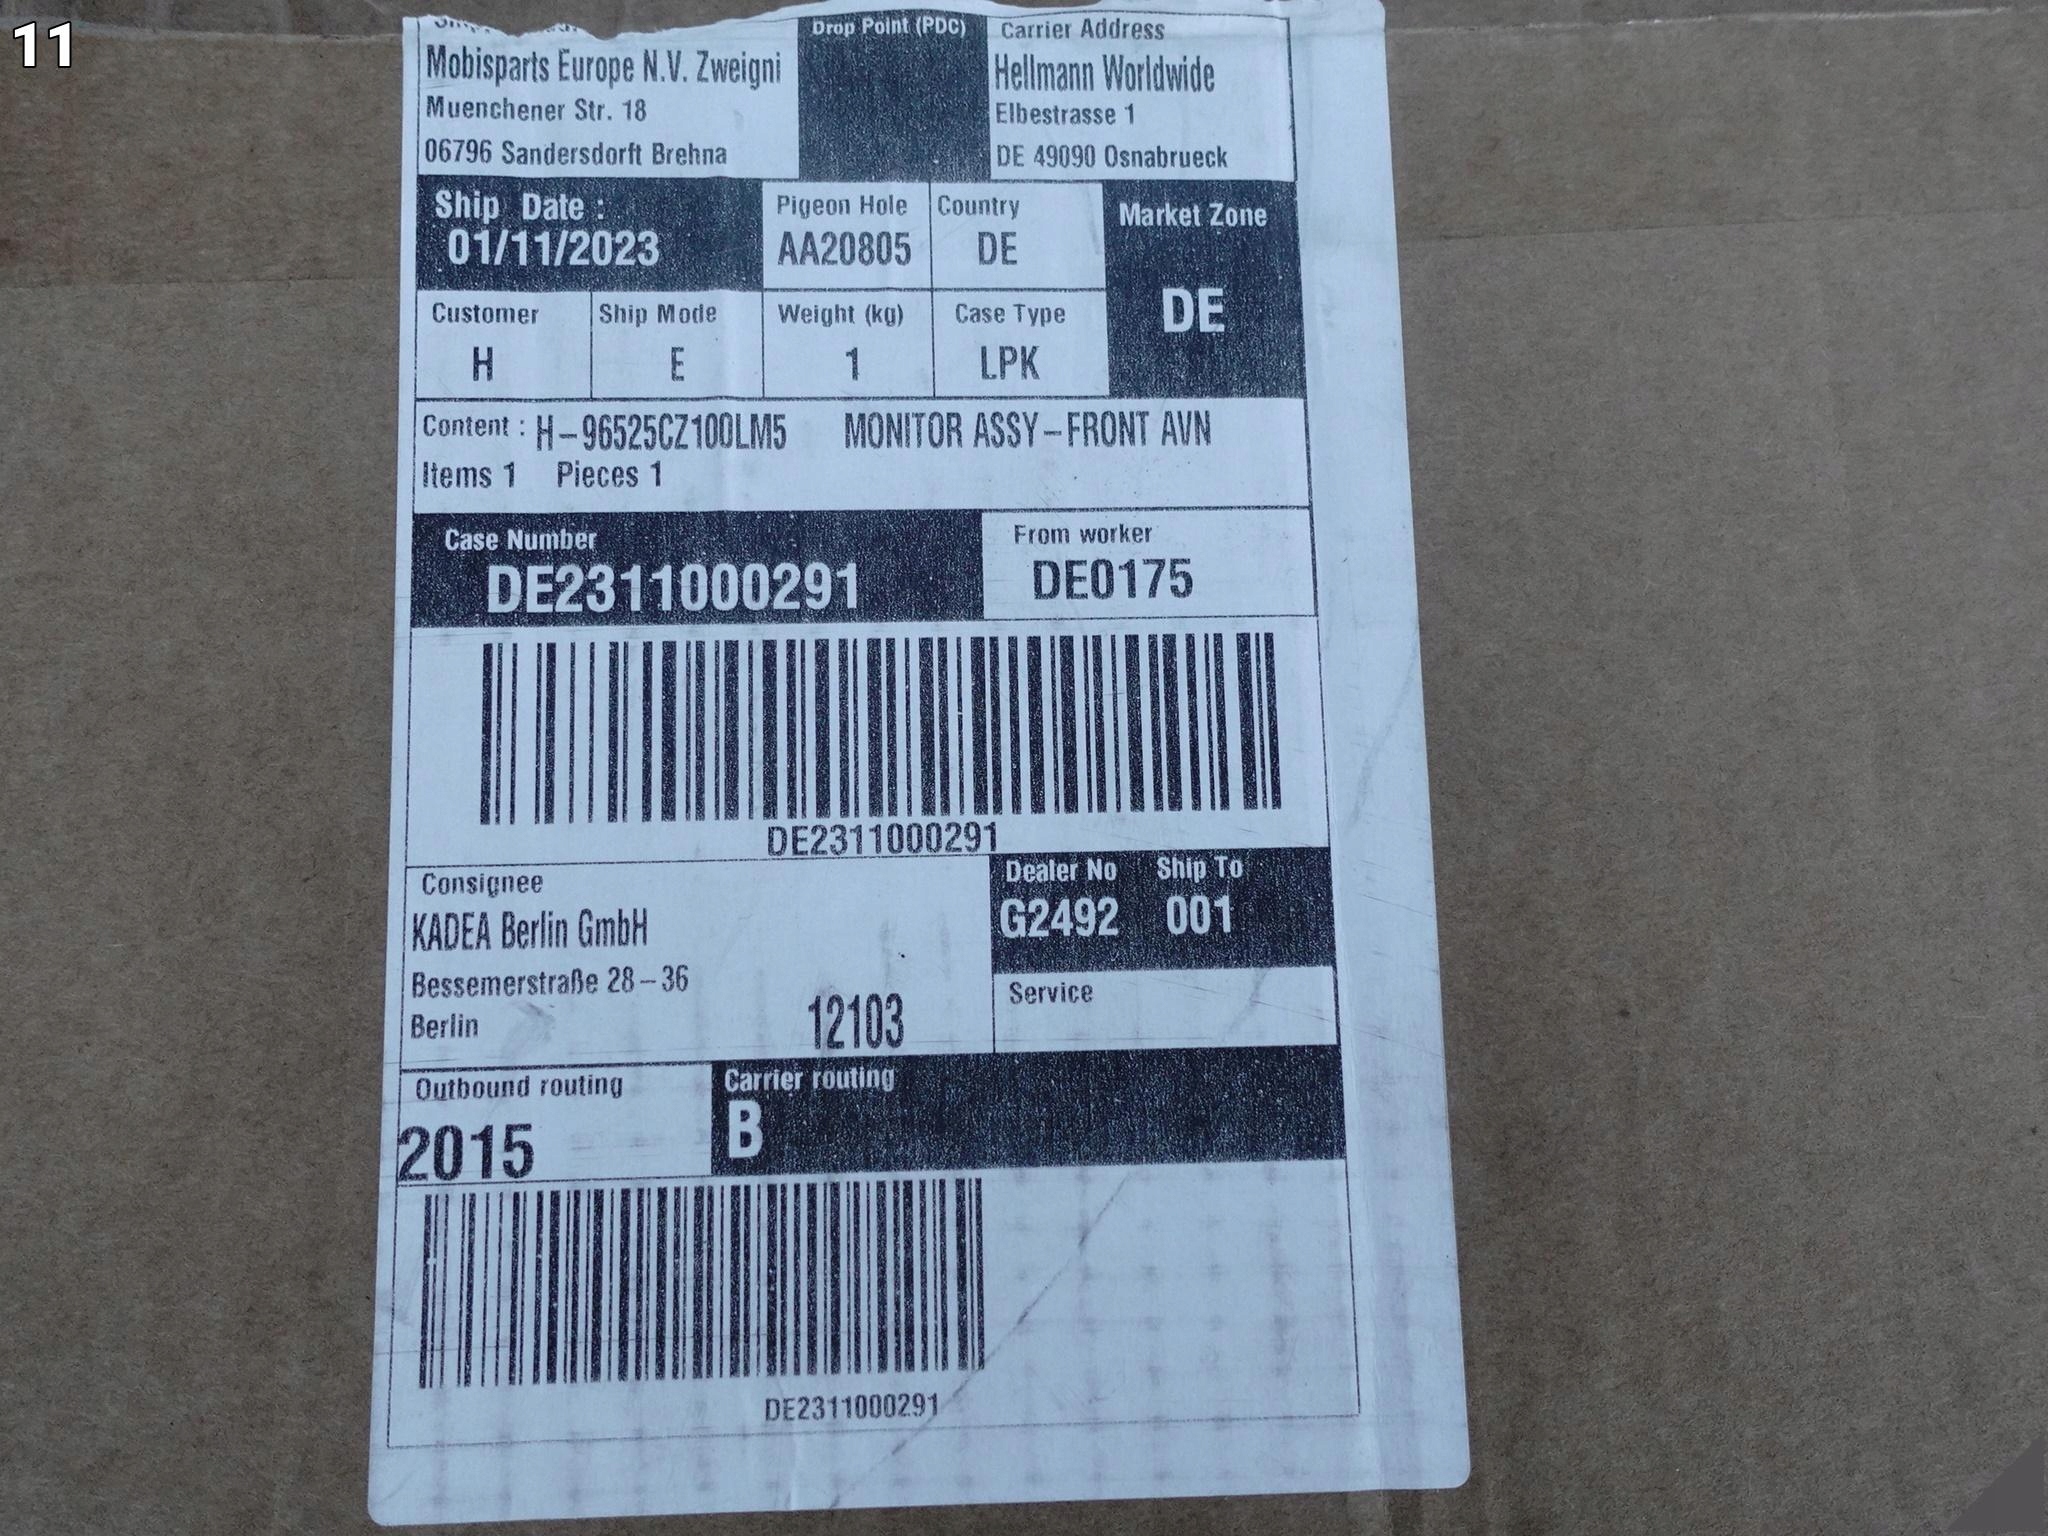 11
Drop Point (PDC)
Carrier Address
Mobisparts Europe N.V. Zweigni
Hellmann Worldwide
Muenchener Str. 18
Elbestrasse 1
06796 Sandersdorft Brehna
DE 49090 Osnabrueck
Ship Date :
01/11/2023
Pigeon Hole
AA20805
Country
DE
Market Zone
DE
Customer
H
Ship Mode
E
Weight (kg)
1
Case Type
LPK
Content : H-96525CZ100LM5 MONITOR ASSY-FRONT AVN
Items 1 Pieces 1
Case Number
DE2311000291
From worker
DE0175
DE2311000291
Consignee
KADEA Berlin GmbH
Bessemerstraße 28-36
Berlin 12103
Dealer No Ship To
G2492 001
Service
Outbound routing
2015
Carrier routing
B
DE2311000291